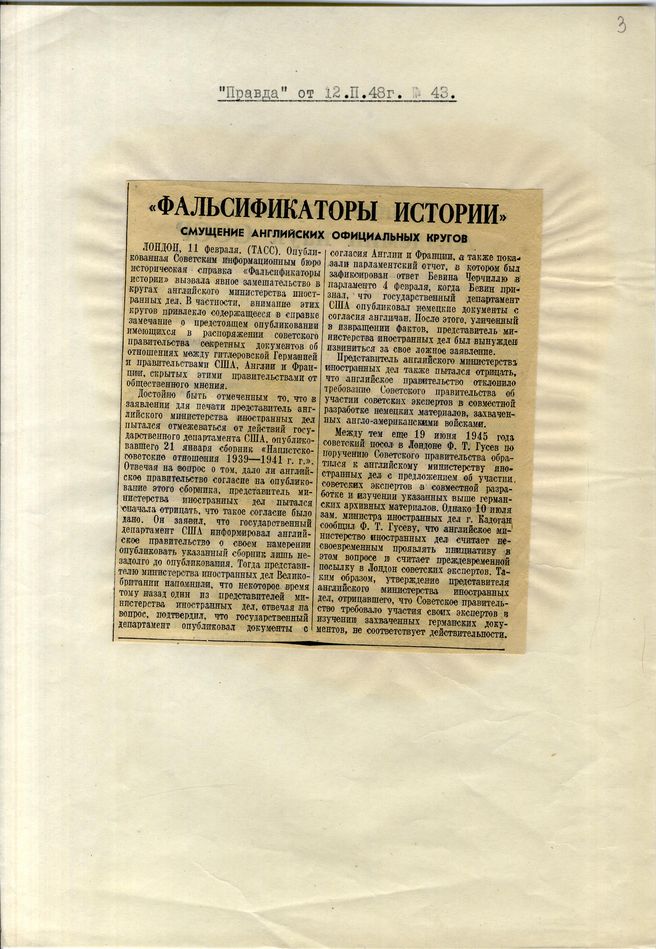 3
"Правда" от 12.II.48г. № 43.
«ФАЛЬСИФИКАТОРЫ ИСТОРИИ»
СМУЩЕНИЕ АНГЛИЙСКИХ ОФИЦИАЛЬНЫХ КРУГОВ
ЛОНДОН, 11 февраля. (ТАСС). Опубли-
кованная Советским информационным бюро
историческая справка «Фальсификаторы
истории» вызвала явное замешательство в
кругах английского министерства иност-
ранных дел. В частности, внимание этих
кругов привлекло содержащееся в справке
замечание о предстоящем опубликовании
имеющихся в распоряжении советского
правительства секретных документов об
отношениях между гитлеровской Германией
и правительствами США, Англии и Фран-
ции, скрытых этими правительствами от
общественного мнения.
Достойно быть отмеченным то, что в
заявлении для печати представитель анг-
лийского министерства иностранных дел
пытался отмежеваться от действий госу-
дарственного департамента США, опублико-
вавшего 21 января сборник «Нацистско-
советские отношения 1939—1941 г. г.».
Отвечая на вопрос о том, дало ли англий-
ское правительство согласие на опублико-
вание этого сборника, представитель ми-
нистерства иностранных дел пытался
сначала отрицать, что такое согласие было
дано. Он заявил, что государственный
департамент США информировал англий-
ское правительство о своем намерении
опубликовать указанный сборник лишь не-
задолго до опубликования. Тогда представи-
телю министерства иностранных дел Велико-
британии напомнили, что некоторое время
тому назад один из представителей ми-
нистерства иностранных дел, отвечая на
вопрос, подтвердил, что государственный
департамент опубликовал документы с
согласия Англии и Франции, а также пока-
зали парламентский отчет, в котором был
зафиксирован ответ Бевина Черчиллю в
парламенте 4 февраля, когда Бевин при-
знал, что государственный департамент
США опубликовал немецкие документы с
согласия англичан. После этого, уличенный
в извращении фактов, представитель ми-
нистерства иностранных дел был вынужден
извиниться за свое ложное заявление.
Представитель английского министерства
иностранных дел также пытался отрицать,
что английское правительство отклонило
требование Советского правительства об
участии советских экспертов в совместной
разработке немецких материалов, захвачен-
ных англо-американскими войсками.
Между тем еще 19 июня 1945 года
советский посол в Лондоне Ф. Т. Гусев по
поручению Советского правительства обра-
тился к английскому министерству ино-
странных дел с предложением об участии
советских экспертов в совместной разра-
ботке и изучении указанных выше герман-
ских архивных материалов. Однако 10 июля
зам. министра иностранных дел г. Кадоган
сообщил Ф. Т. Гусеву, что английское ми-
нистерство иностранных дел считает не-
своевременным проявлять инициативу в
этом вопросе и считает преждевременной
посылку в Лондон советских экспертов. Та-
ким образом, утверждение представителя
английского министерства иностранных
дел, отрицавшего, что Советское правитель-
ство требовало участия своих экспертов в
изучении захваченных германских доку-
ментов, не соответствует действительности.